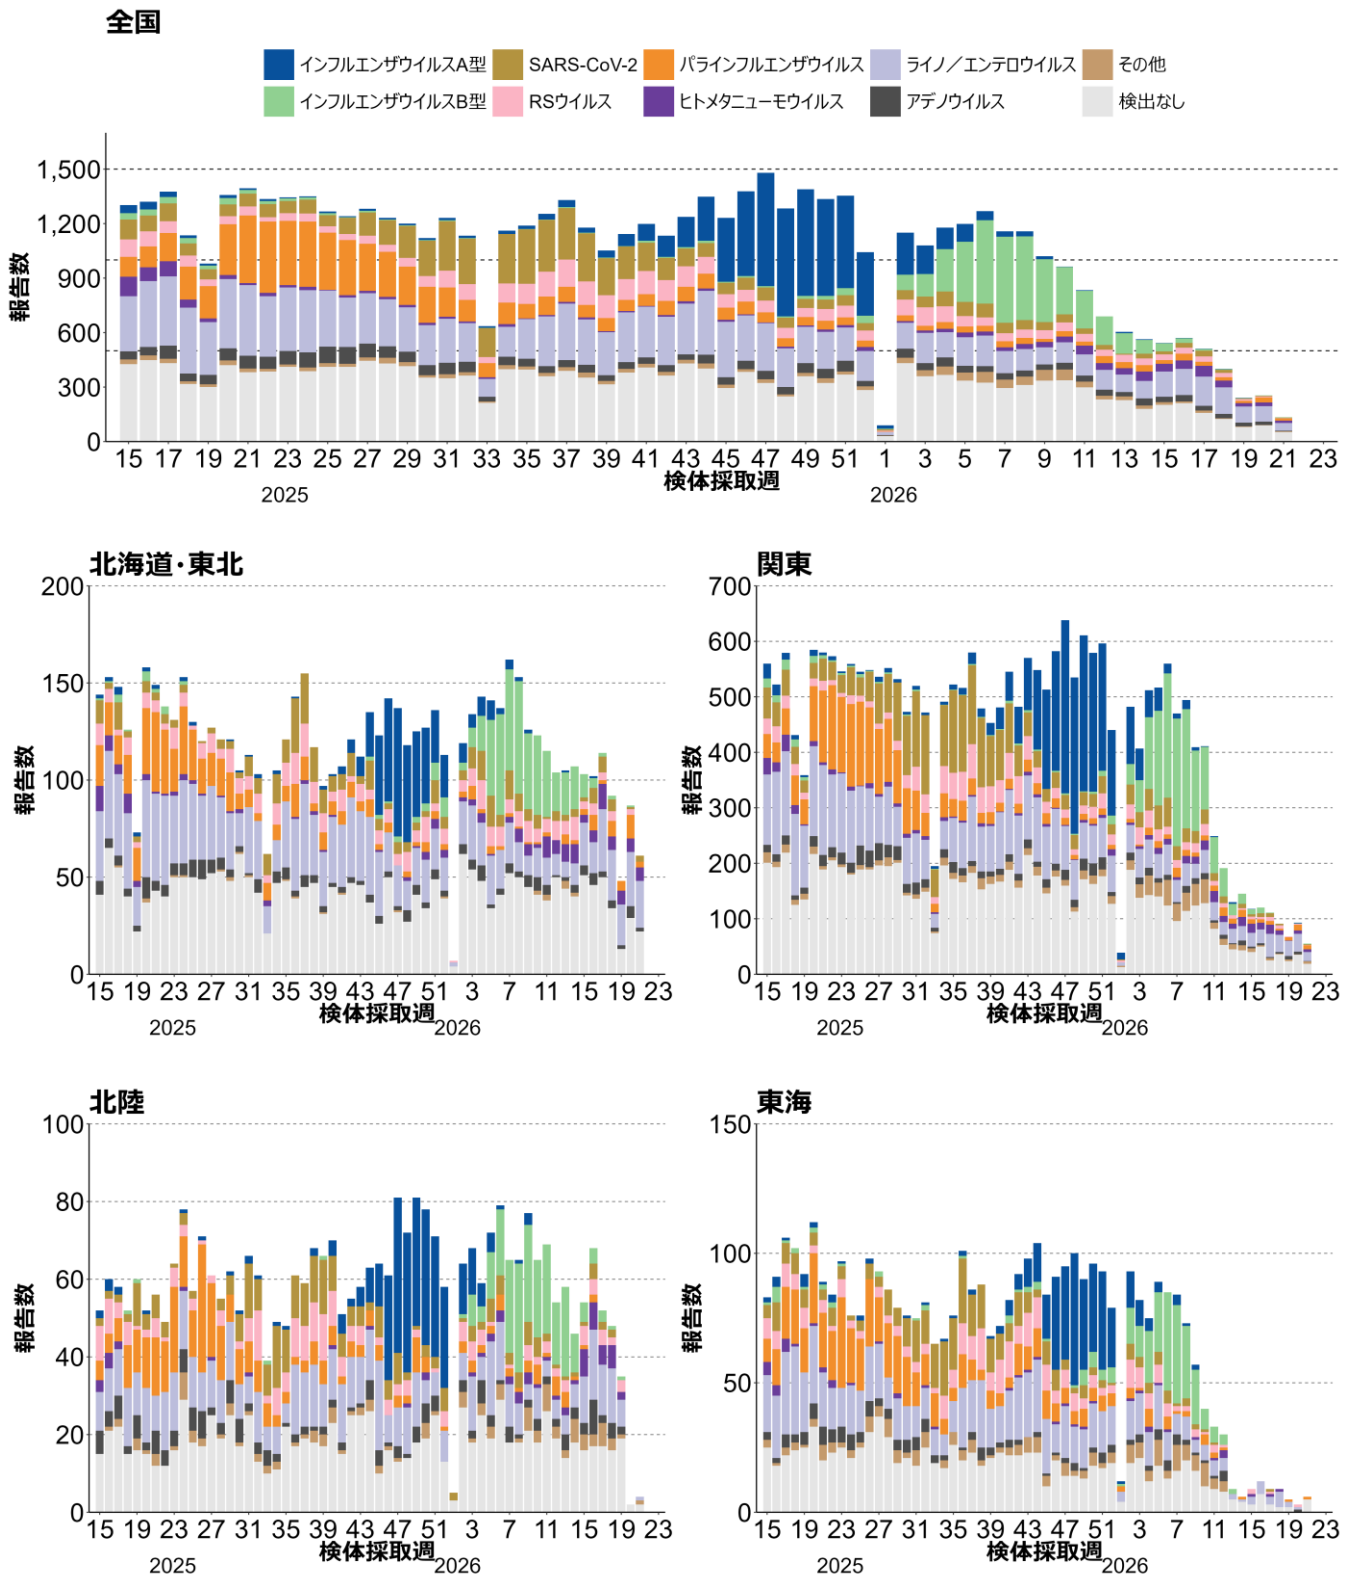 全国
インフルエンザウイルスA型 SARS-CoV-2 パラインフルエンザウイルス ライノ／エンテロウイルス その他
インフルエンザウイルスB型 RSウイルス ヒトメタニューモウイルス アデノウイルス 検出なし
報告数
1,500
1,200
900
600
300
0
15 17 19 21 23 25 27 29 31 33 35 37 39 41 43 45 47 49 51 1 3 5 7 9 11 13 15 17 19 21 23
検体採取週
2025 2026
北海道・東北
報告数
200
150
100
50
0
15 19 23 27 31 35 39 43 47 51 3 7 11 15 19 23
検体採取週
2025 2026
関東
報告数
700
600
500
400
300
200
100
0
15 19 23 27 31 35 39 43 47 51 3 7 11 15 19 23
検体採取週
2025 2026
北陸
報告数
100
80
60
40
20
0
15 19 23 27 31 35 39 43 47 51 3 7 11 15 19 23
検体採取週
2025 2026
東海
報告数
150
100
50
0
15 19 23 27 31 35 39 43 47 51 3 7 11 15 19 23
検体採取週
2025 2026